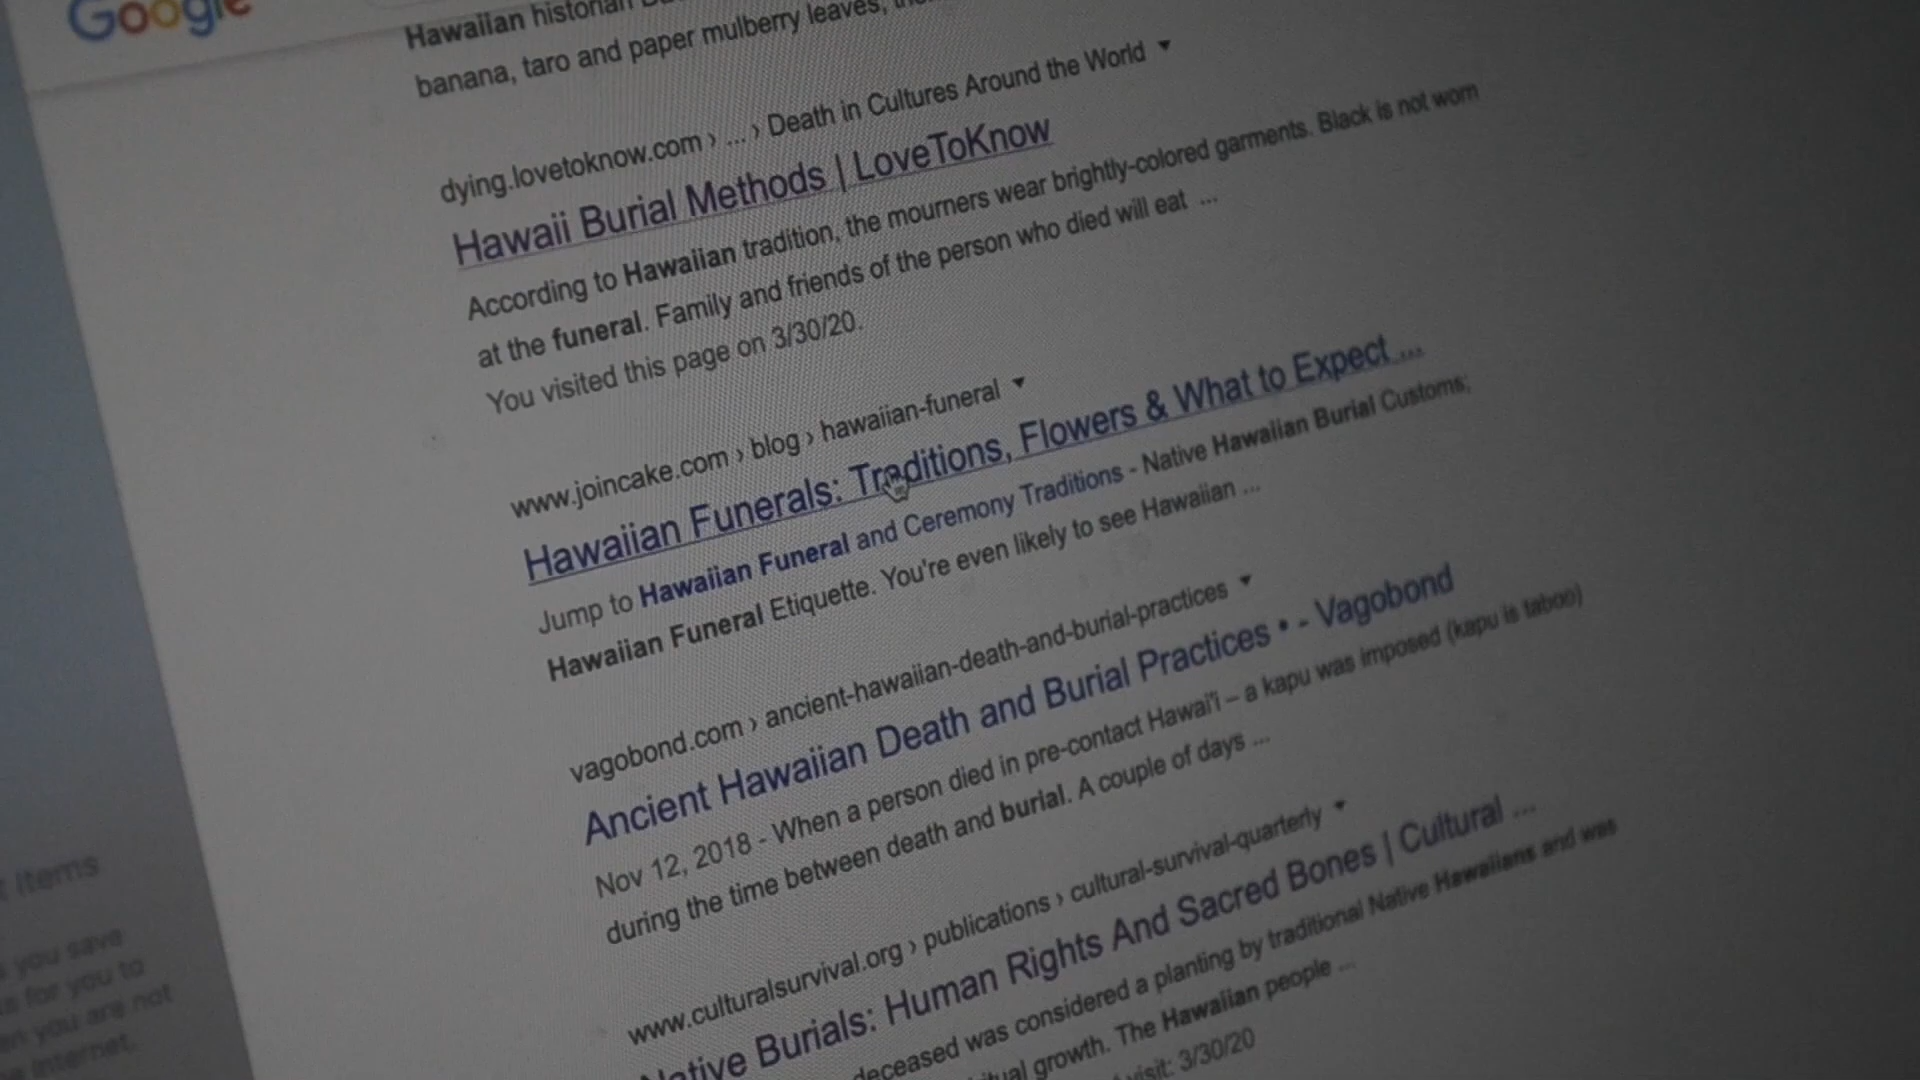 Google
Hawaiian historian
banana, taro and paper mulberry leaves,
dying.lovetoknow.com › ... › Death in Cultures Around the World
Hawaii Burial Methods | LoveToKnow
According to Hawaiian tradition, the mourners wear brightly-colored garments. Black is not worn
at the funeral. Family and friends of the person who died will eat ...
You visited this page on 3/30/20.
www.joincake.com › blog › hawaiian-funeral
Hawaiian Funerals: Traditions, Flowers & What to Expect ...
Jump to Hawaiian Funeral and Ceremony Traditions - Native Hawaiian Burial Customs;
Hawaiian Funeral Etiquette. You're even likely to see Hawaiian ...
vagobond.com › ancient-hawaiian-death-and-burial-practices
Ancient Hawaiian Death and Burial Practices • - Vagobond
Nov 12, 2018 - When a person died in pre-contact Hawai'i – a kapu was imposed (kapu is taboo)
during the time between death and burial. A couple of days ...
www.culturalsurvival.org › publications › cultural-survival-quarterly
Native Burials: Human Rights And Sacred Bones | Cultural ...
deceased was considered a planting by traditional Native Hawaiians and was
growth. The Hawaiian people ...
visit: 3/30/20
Items
you save
for you to
you are not
internet.